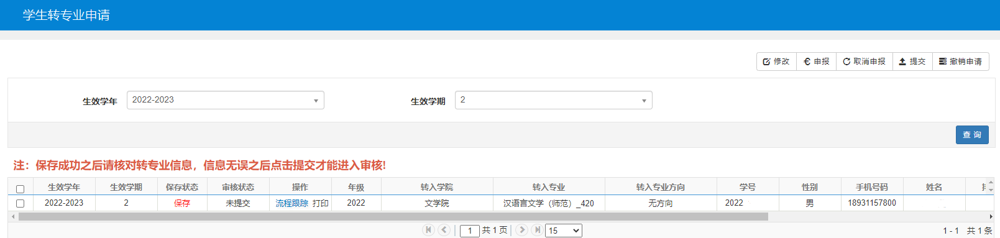 学生转专业申请
修改 申报 取消申报 提交 撤销申请
生效学年 2022-2023 生效学期 2
查 询
注：保存成功之后请核对转专业信息，信息无误之后点击提交才能进入审核!
生效学年 生效学期 保存状态 审核状态 操作 年级 转入学院 转入专业 转入专业方向 学号 性别 手机号码 姓名
2022-2023 2 保存 未提交 流程跟踪 打印 2022 文学院 汉语言文学（师范）_420 无方向 2022 男 18931157800
1 共 1 页 15 1 - 1 共 1 条